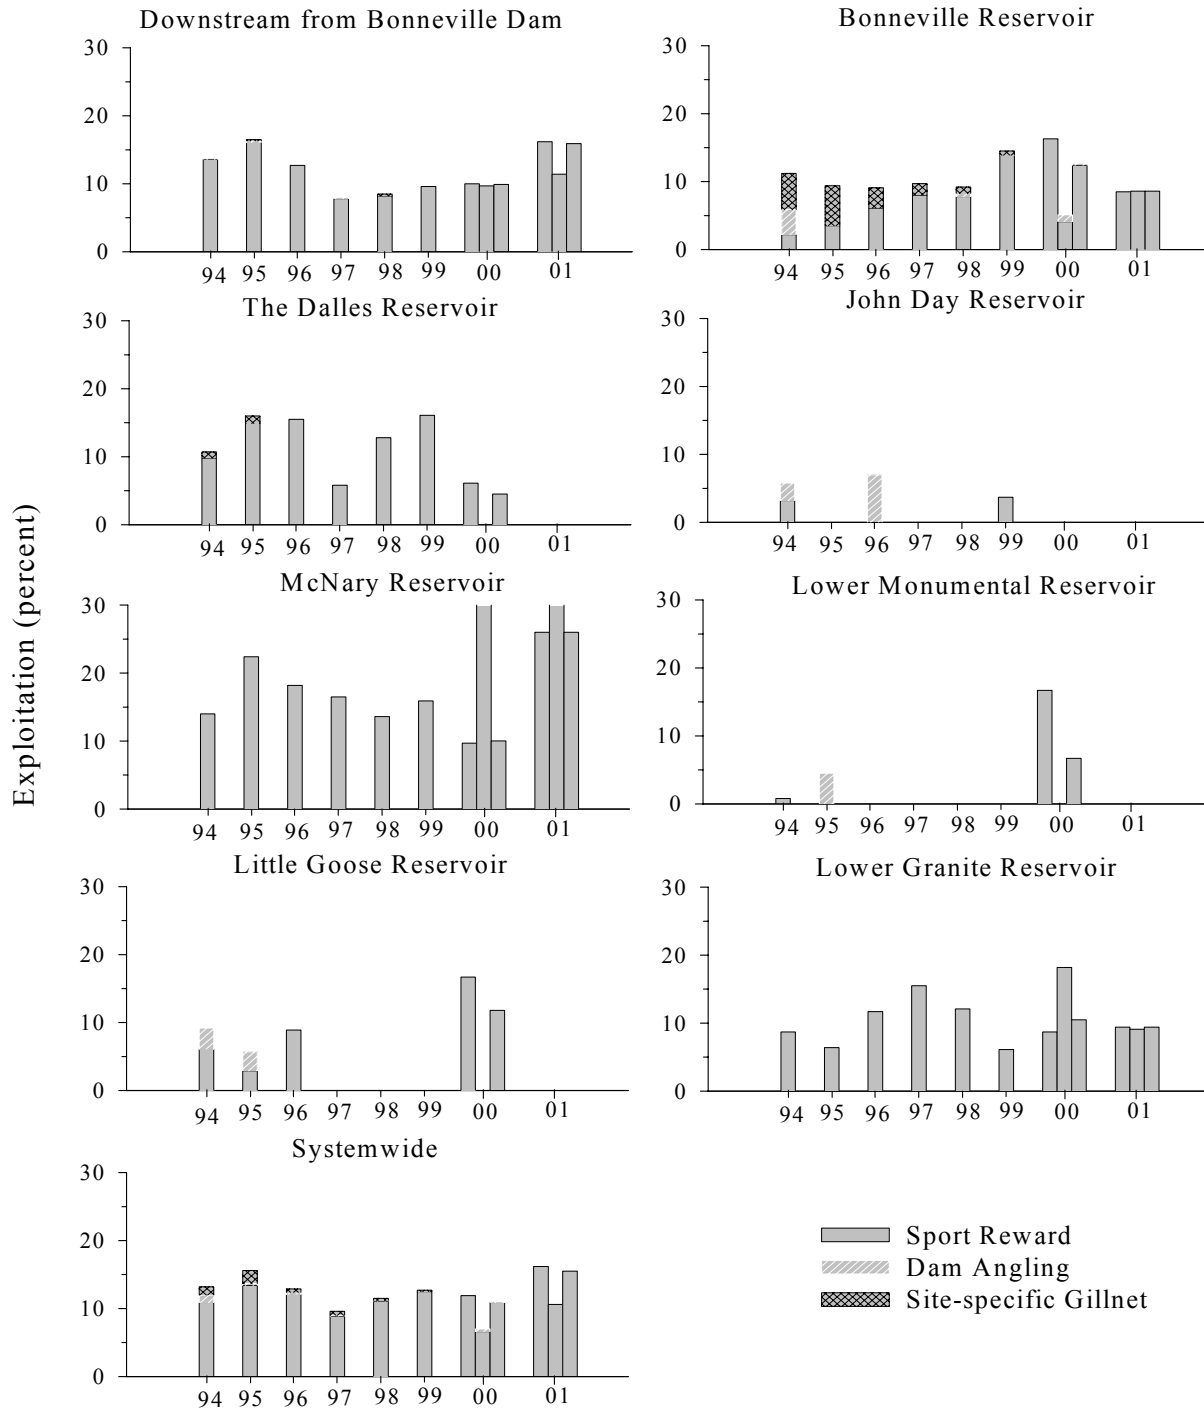 Downstream from Bonneville Dam
30
20
10
0
94 95 96 97 98 99 00 01
Bonneville Reservoir
30
20
10
0
94 95 96 97 98 99 00 01
The Dalles Reservoir
30
20
10
0
94 95 96 97 98 99 00 01
John Day Reservoir
30
20
10
0
94 95 96 97 98 99 00 01
Exploitation (percent)
McNary Reservoir
30
20
10
0
94 95 96 97 98 99 00 01
Lower Monumental Reservoir
30
20
10
0
94 95 96 97 98 99 00 01
Little Goose Reservoir
30
20
10
0
94 95 96 97 98 99 00 01
Lower Granite Reservoir
30
20
10
0
94 95 96 97 98 99 00 01
Systemwide
30
20
10
0
94 95 96 97 98 99 00 01
Sport Reward
Dam Angling
Site-specific Gillnet